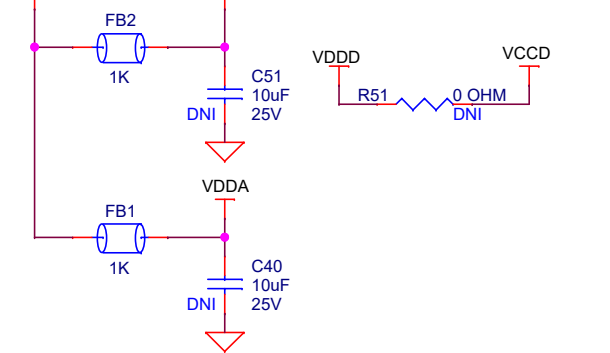 FB2
1K
C51
10uF
DNI 25V
VDDD
VCCD
R51 0 OHM
DNI
VDDA
FB1
1K
C40
10uF
DNI 25V